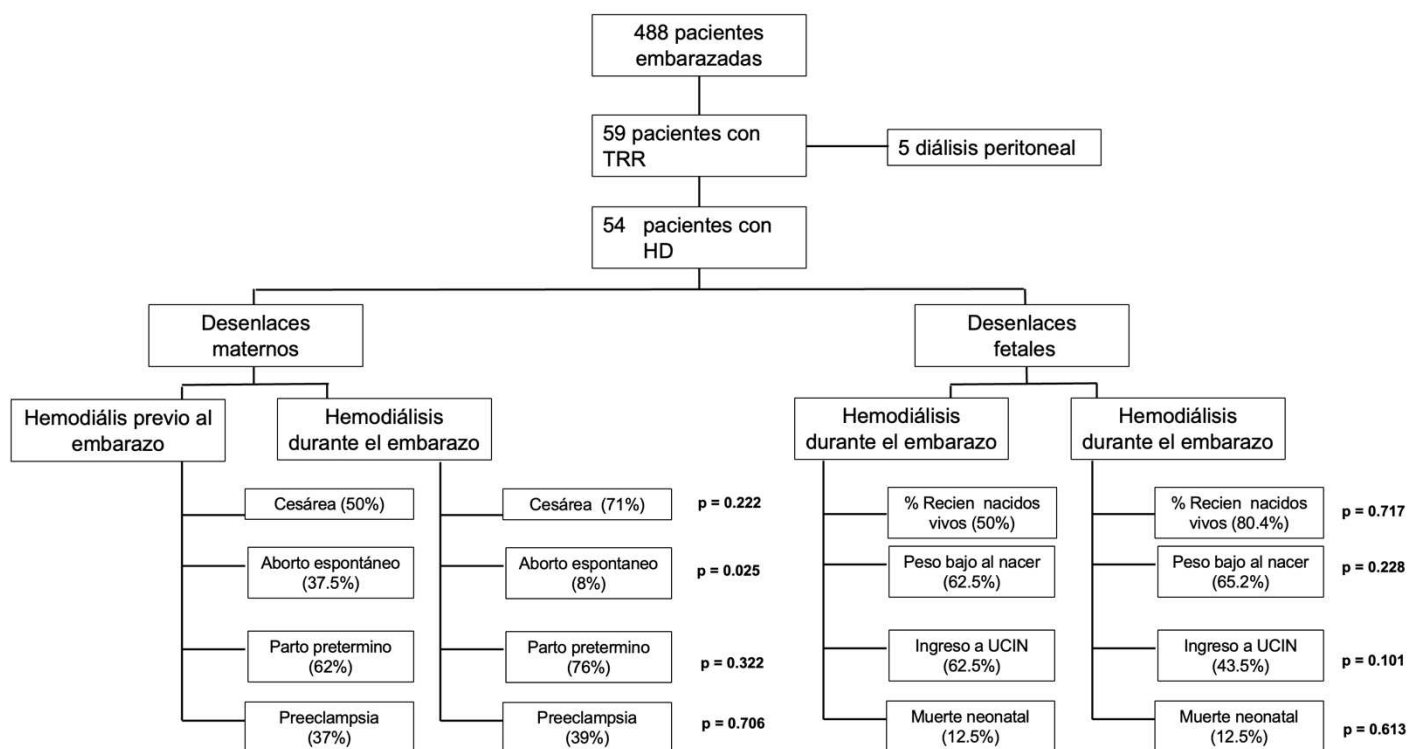 488 pacientes
embarazadas
59 pacientes con
TRR
5 diálisis peritoneal
54 pacientes con
HD
Desenlaces
maternos
Desenlaces
fetales
Hemodiális previo al
embarazo
Hemodiálisis
durante el embarazo
Hemodiálisis
durante el embarazo
Hemodiálisis
durante el embarazo
Cesárea (50%)
Cesárea (71%)
p = 0.222
% Recien nacidos
vivos (50%)
% Recien nacidos
vivos (80.4%)
p = 0.717
Aborto espontáneo
(37.5%)
Aborto espontaneo
(8%)
p = 0.025
Peso bajo al nacer
(62.5%)
Peso bajo al nacer
(65.2%)
p = 0.228
Parto pretermino
(62%)
Parto pretermino
(76%)
p = 0.322
Ingreso a UCIN
(62.5%)
Ingreso a UCIN
(43.5%)
p = 0.101
Preeclampsia
(37%)
Preeclampsia
(39%)
p = 0.706
Muerte neonatal
(12.5%)
Muerte neonatal
(12.5%)
p = 0.613